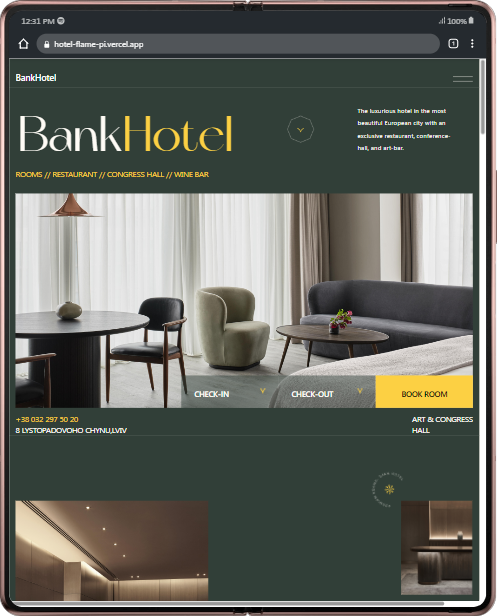 12:31 PM
100%
hotel-flame-pi.vercel.app
1
BankHotel
BankHotel
The luxurious hotel in the most
beautiful European city with an
exclusive restaurant, conference-
hall, and art-bar.
ROOMS // RESTAURANT // CONGRESS HALL // WINE BAR
CHECK-IN
CHECK-OUT
BOOK ROOM
+38 032 297 50 20
8 LYSTOPADOVOHO CHYNU,LVIV
ART & CONGRESS
HALL